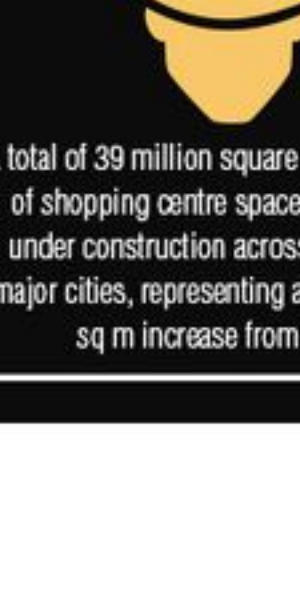 total of 39 million square
of shopping centre space
under construction across
major cities, representing a
sq m increase from